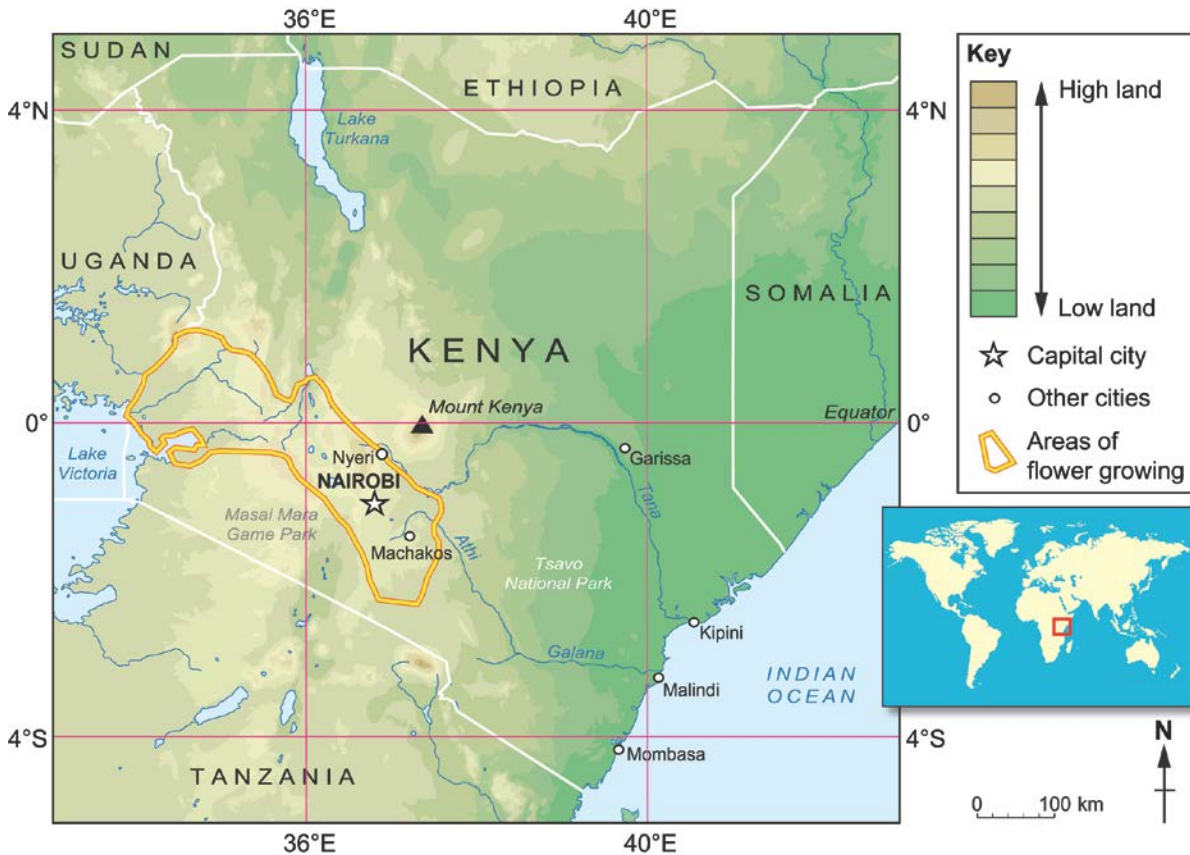 36°E 40°E
SUDAN
ETHIOPIA
4°N 4°N
Lake
Turkana
UGANDA
SOMALIA
KENYA
Mount Kenya
Equator
0° 0°
Lake
Victoria
Nyeri
Garissa
NAIROBI
Tana
Masai Mara
Game Park
Machakos
Athi
Tsavo
National Park
Kipini
Galana
Malindi
INDIAN
OCEAN
4°S 4°S
Mombasa
TANZANIA
36°E 40°E
Key
High land
Low land
Capital city
Other cities
Areas of
flower growing
N
0 100 km